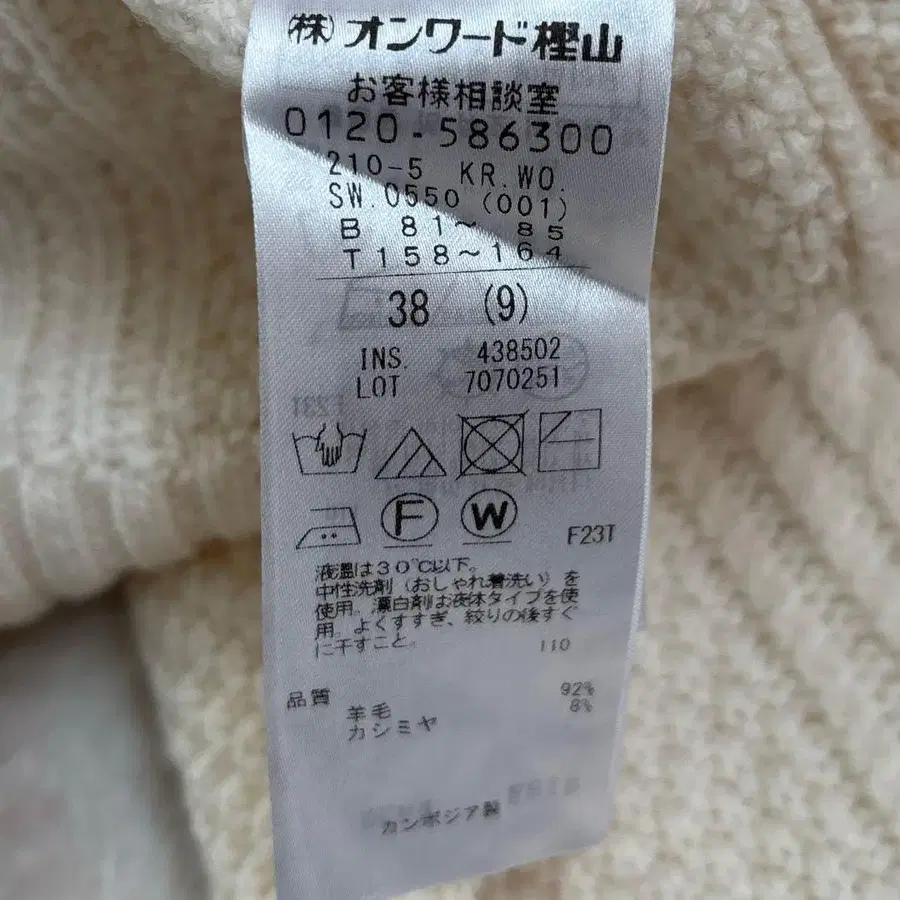 (株)オンワード樫山
お客様相談室
0120-586300
210-5 KR.WO.
SW.0550 (001)
B 81～ 85
T158～164
38 (9)
INS. 438502
LOT 7070251
F W
F23T
液温は30℃以下。
中性洗剤（おしゃれ着洗い）を
使用。漂白剤は液体タイプを使
用。よくすすぎ、絞りの後すぐ
に干すこと。
110
品質
羊毛 92%
カシミヤ 8%
カンボジア製